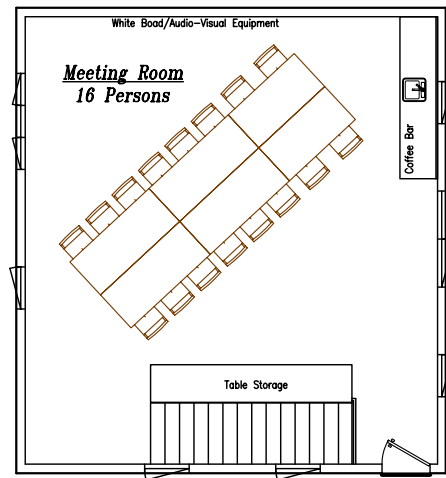 White Boad/Audio-Visual Equipment
Meeting Room
16 Persons
Coffee Bar
Table Storage